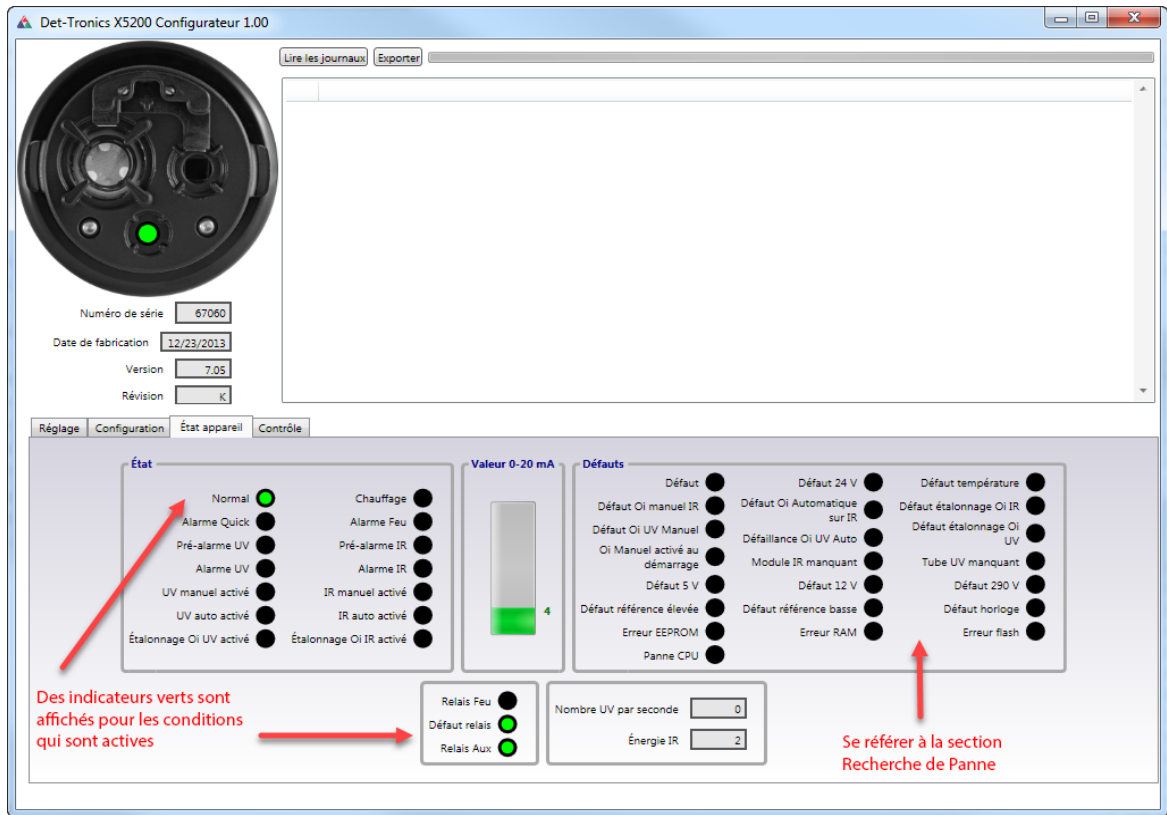 Det-Tronics X5200 Configurateur 1.00
Lire les journaux Exporter
Numéro de série 67060
Date de fabrication 12/23/2013
Version 7.05
Révision K
Réglage Configuration État appareil Contrôle
État
Normal Chauffage
Alarme Quick Alarme Feu
Pré-alarme UV Pré-alarme IR
Alarme UV Alarme IR
UV manuel activé IR manuel activé
UV auto activé IR auto activé
Étalonnage Oi UV activé Étalonnage Oi IR activé
Valeur 0-20 mA
4
Défauts
Défaut Défaut 24 V Défaut température
Défaut Oi manuel IR Défaut Oi Automatique
sur IR Défaut étalonnage Oi IR
Défaut Oi UV Manuel Défaillance Oi UV Auto Défaut étalonnage Oi
UV
Oi Manuel activé au
démarrage Module IR manquant Tube UV manquant
Défaut 5 V Défaut 12 V Défaut 290 V
Défaut référence élevée Défaut référence basse Défaut horloge
Erreur EEPROM Erreur RAM Erreur flash
Panne CPU
Relais Feu
Défaut relais
Relais Aux
Nombre UV par seconde 0
Énergie IR 2
Des indicateurs verts sont
affichés pour les conditions
qui sont actives
Se référer à la section
Recherche de Panne